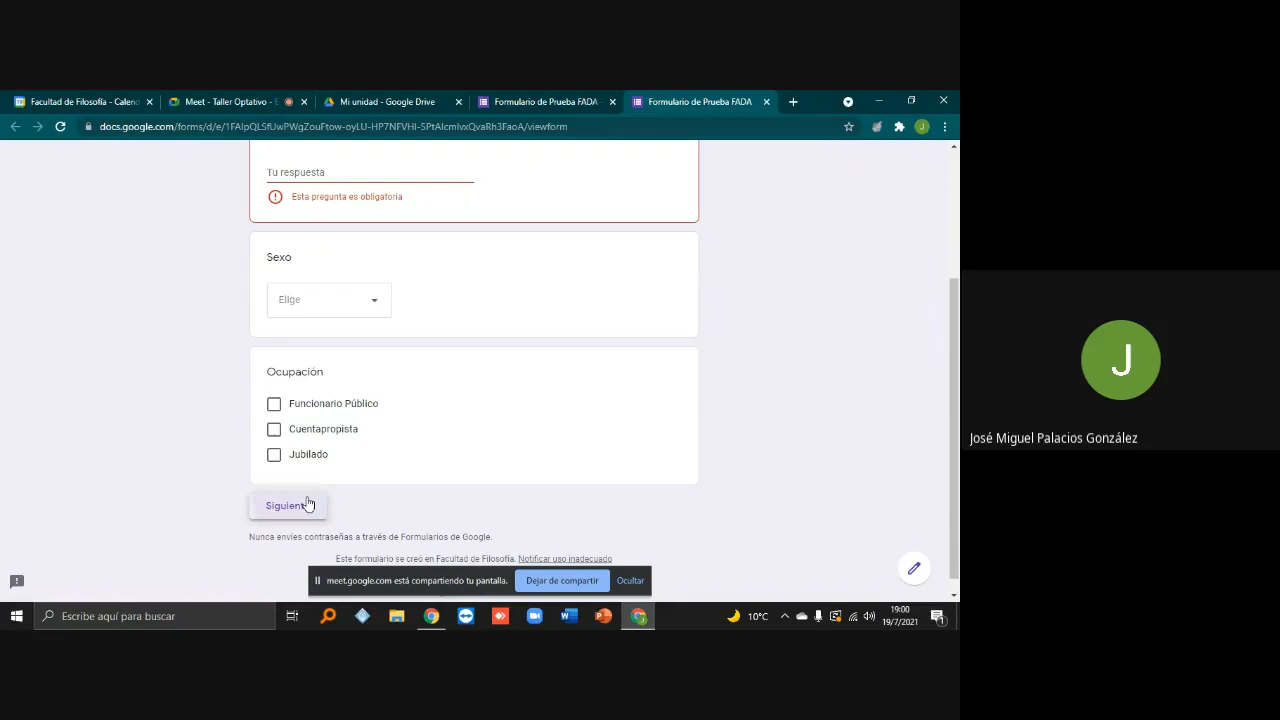 Facultad de Filosofía - Calend
Meet - Taller Optativo - E
Mi unidad - Google Drive
Formulario de Prueba FADA
Formulario de Prueba FADA
Tu respuesta
Esta pregunta es obligatoria
Sexo
Elige
Ocupación
Funcionario Público
Cuentapropista
Jubilado
Siguient
Nunca envíes contraseñas a través de Formularios de Google.
Este formulario se creó en Facultad de Filosofía. Notificar uso inadecuado
meet.google.com está compartiendo tu pantalla. Dejar de compartir Ocultar
Escribe aquí para buscar
10°C
19:00
19/7/2021
J
José Miguel Palacios González